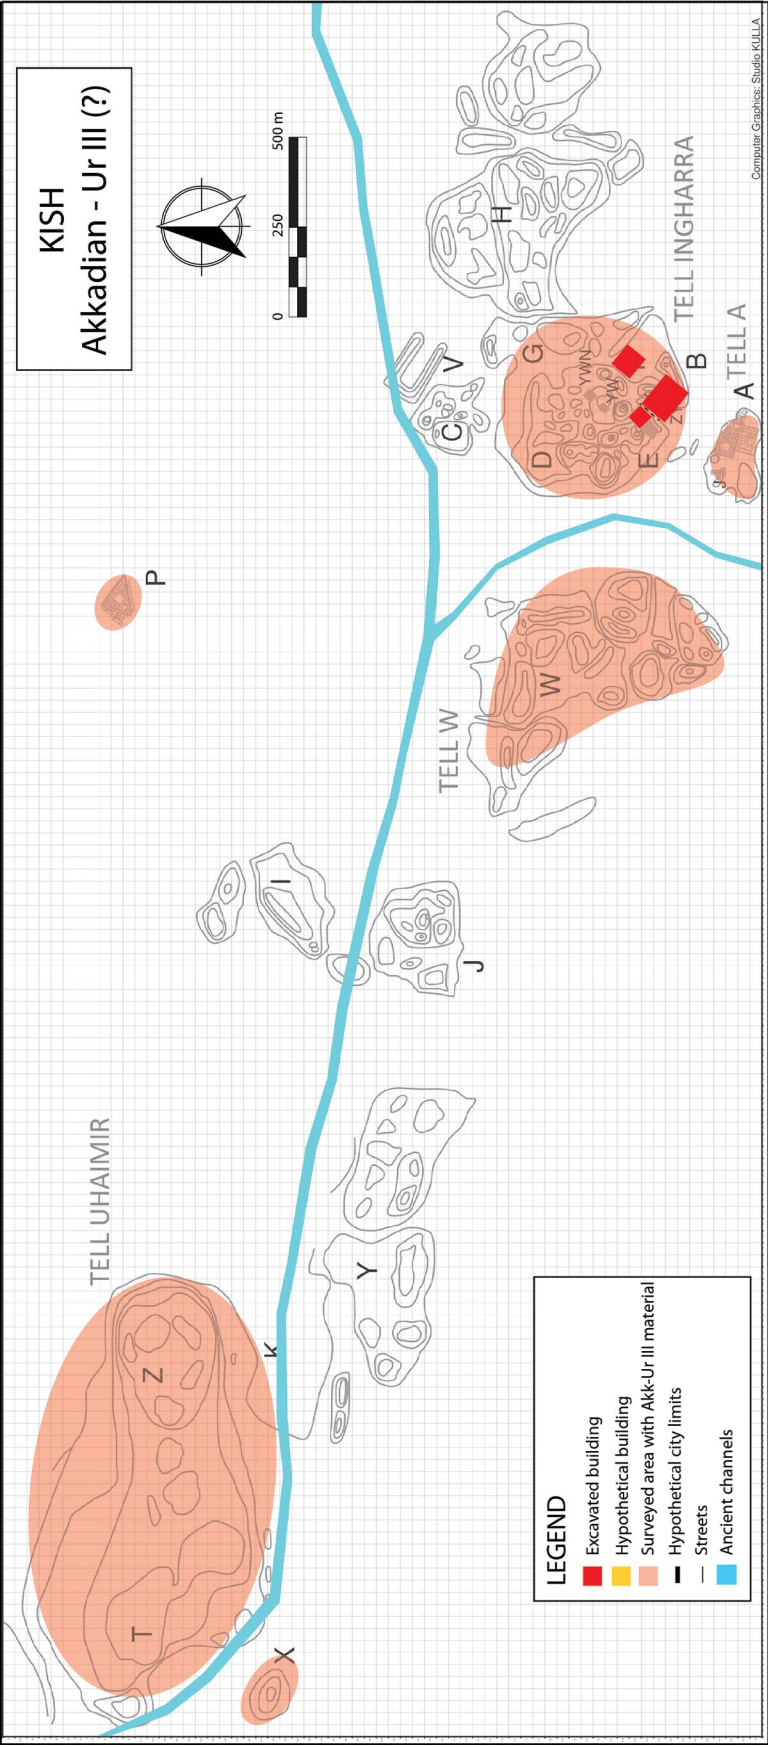 KISH
Akkadian - Ur III (?)
0 250 500 m
TELL UHAIMIR
T
Z
K
X
Y
I
J
P
TELL W
W
V
C
H
D
G
YWN
YW
E
Z
B
TELL INGHARRA
TELL A
A
g
LEGEND
Excavated building
Hypothetical building
Surveyed area with Akk-Ur III material
Hypothetical city limits
Streets
Ancient channels
Computer Graphics: Studio KULLA